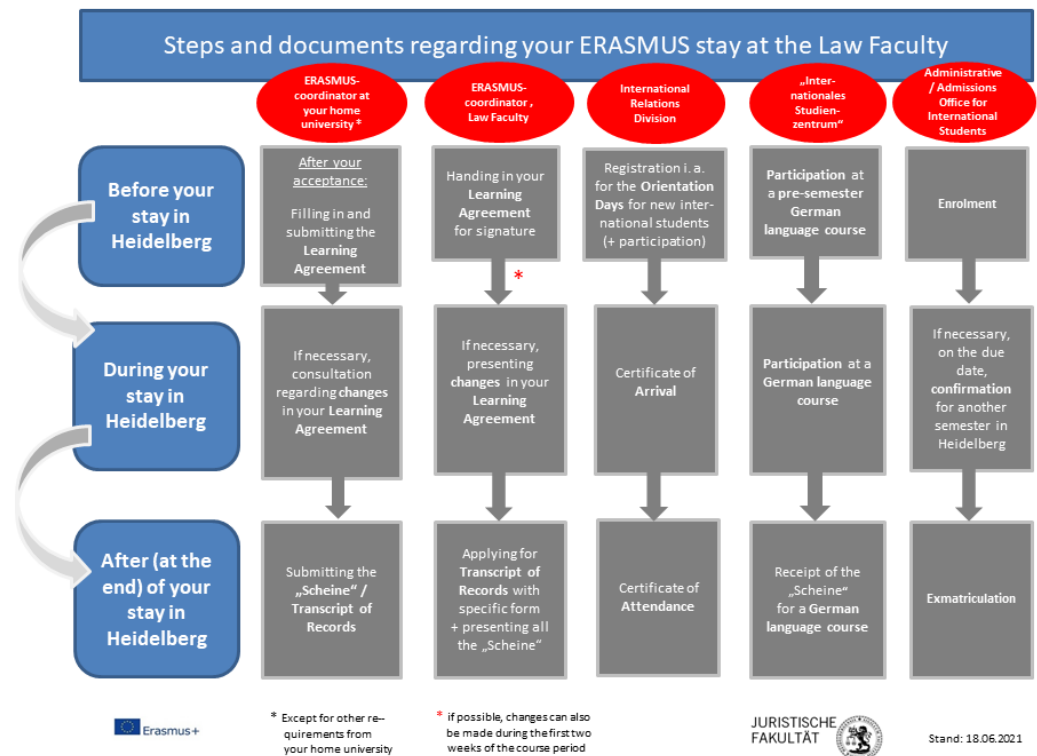 Steps and documents regarding your ERASMUS stay at the Law Faculty
ERASMUS-
coordinator at
your home
university *
ERASMUS-
coordinator ,
Law Faculty
International
Relations
Division
„Inter-
nationales
Studien-
zentrum“
Administrative
/ Admissions
Office for
International
Students
Before your
stay in
Heidelberg
After your
acceptance:
Filling in and
submitting the
Learning
Agreement
Handing in your
Learning
Agreement
for signature
*
Registration i. a.
for the Orientation
Days for new inter-
national students
(+ participation)
Participation at
a pre-semester
German
language course
Enrolment
During your
stay in
Heidelberg
If necessary,
consultation
regarding changes
in your Learning
Agreement
If necessary,
presenting
changes in your
Learning
Agreement
Certificate of
Arrival
Participation at a
German language
course
If necessary,
on the due
date,
confirmation
for another
semester in
Heidelberg
After (at the
end) of your
stay in
Heidelberg
Submitting the
„Scheine“ /
Transcript of
Records
Applying for
Transcript of
Records with
specific form
+ presenting all
the „Scheine“
Certificate of
Attendance
Receipt of the
„Scheine“
for a German
language course
Exmatriculation
Erasmus+
* Except for other re--
quirements from
your home university
* if possible, changes can also
be made during the first two
weeks of the course period
JURISTISCHE
FAKULTÄT
Stand: 18.06.2021